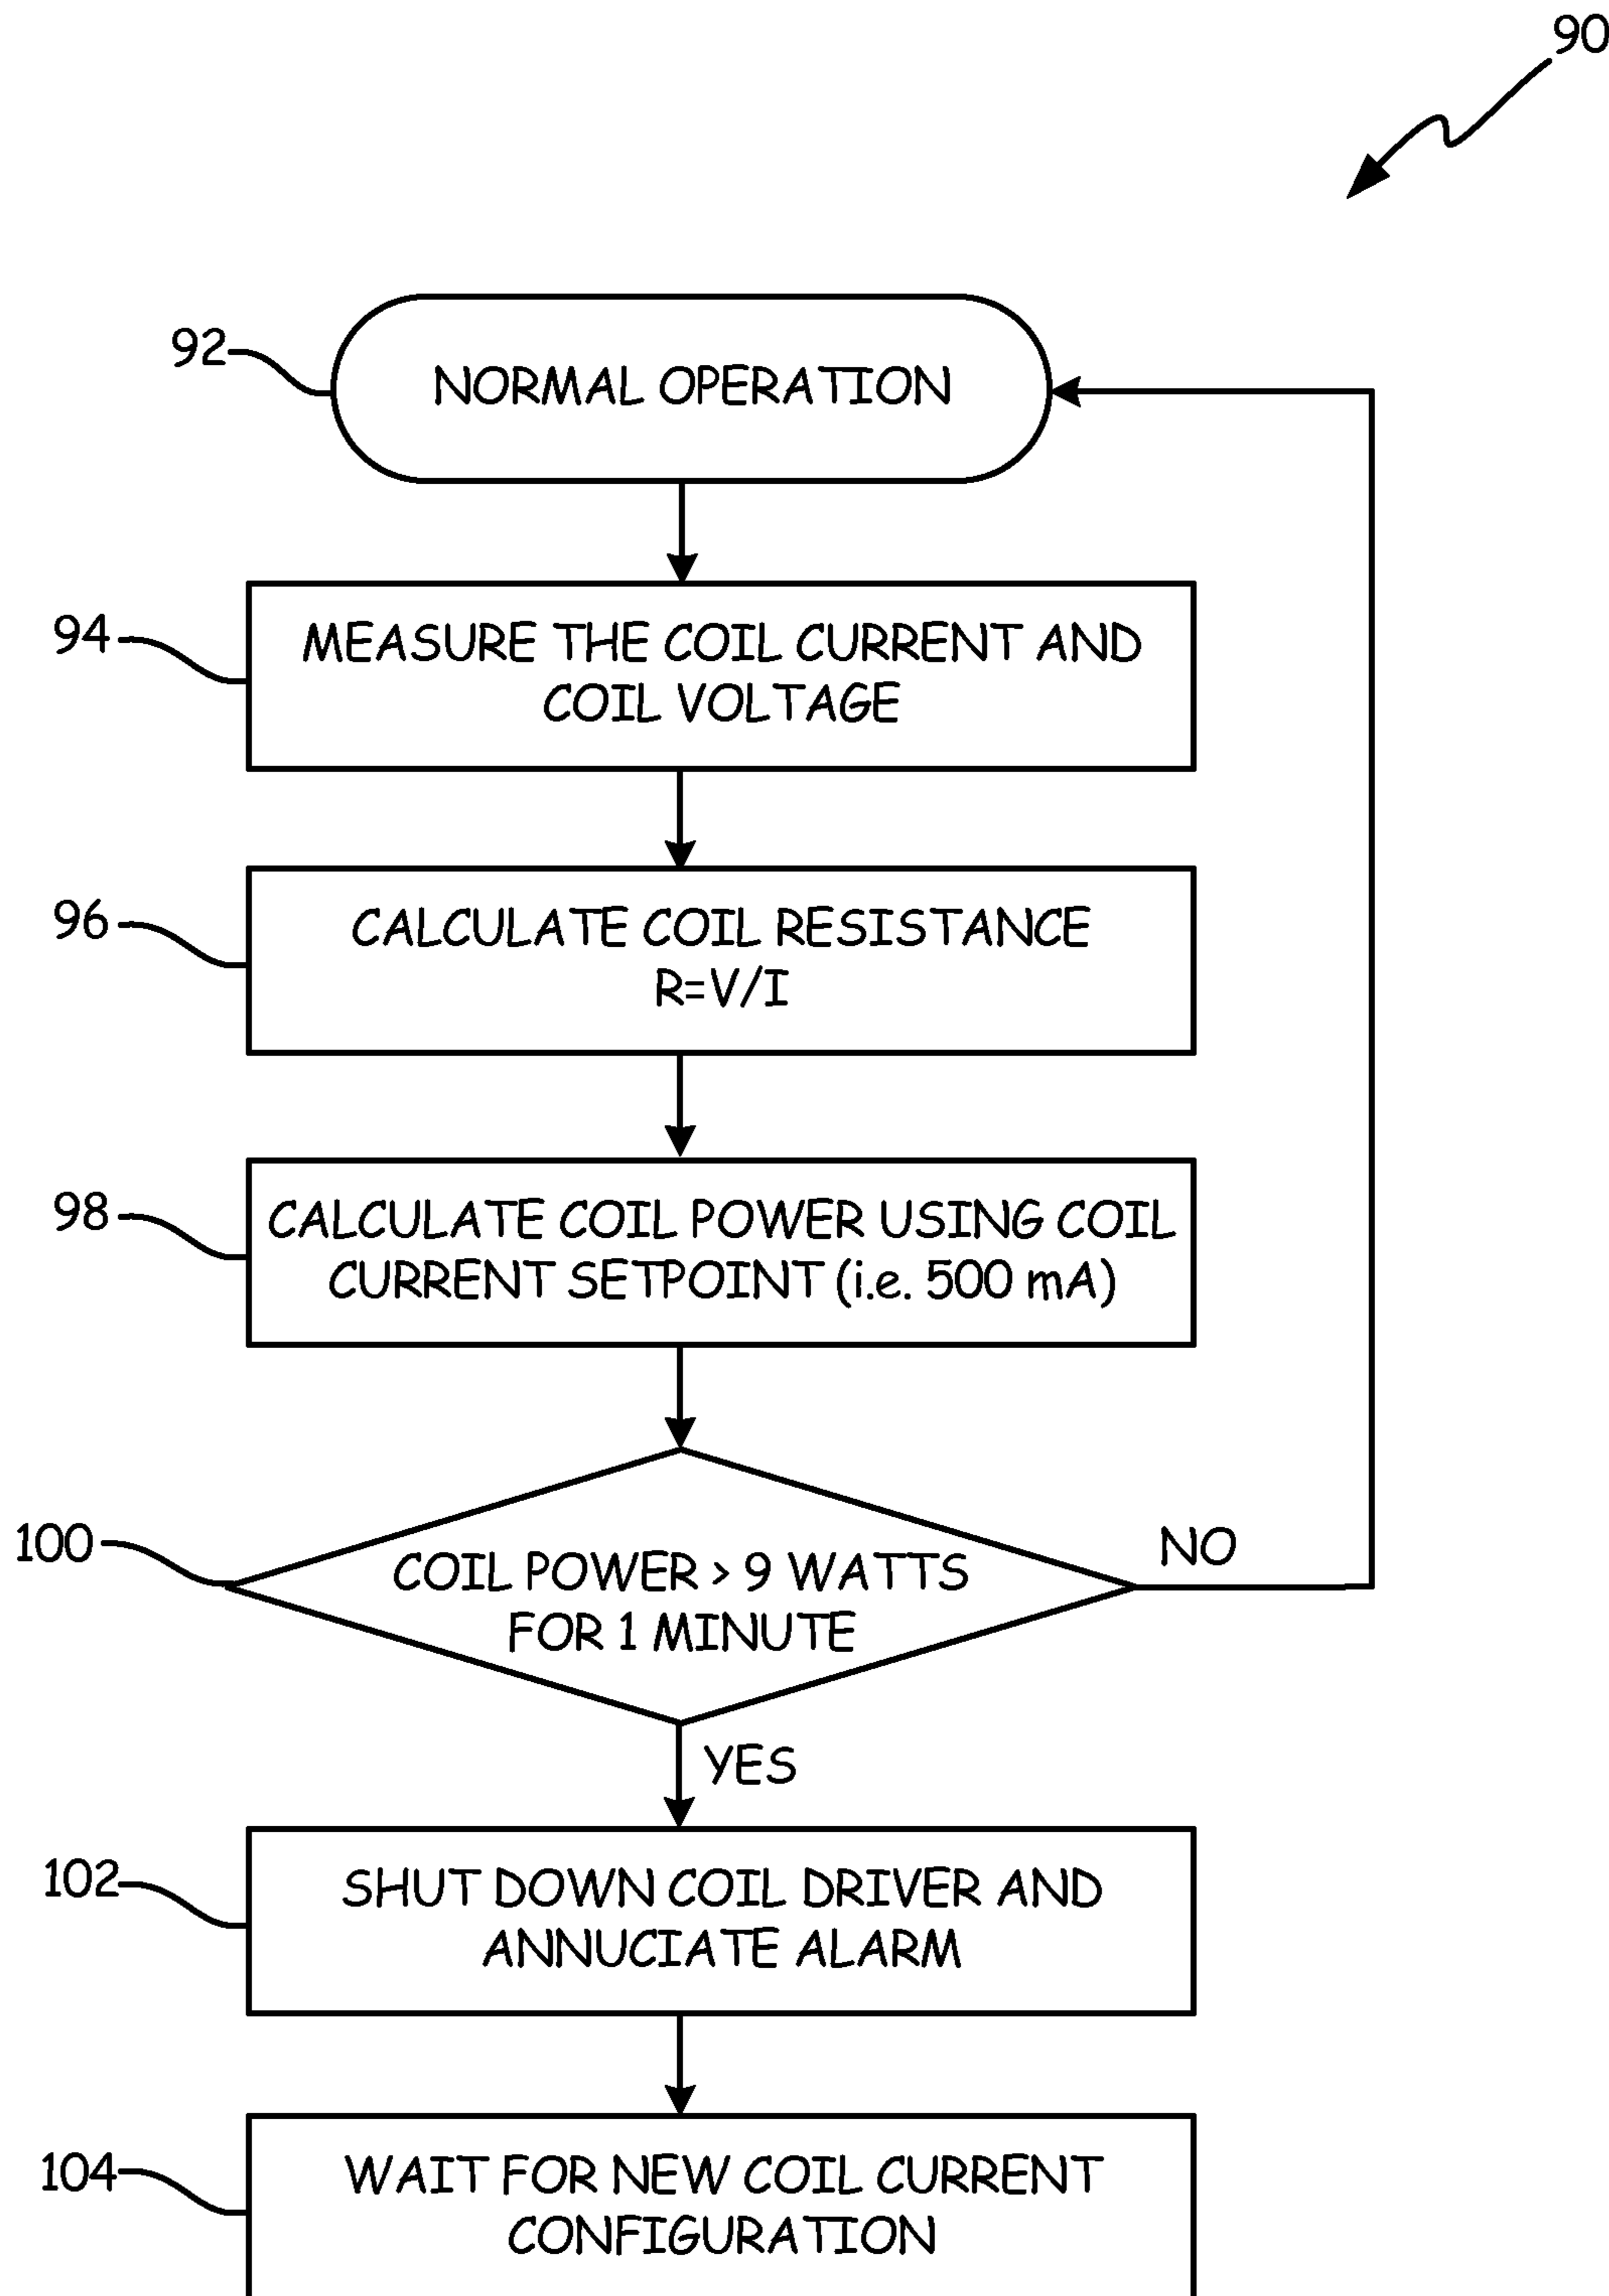 90
92
NORMAL OPERATION
94
MEASURE THE COIL CURRENT AND
COIL VOLTAGE
96
CALCULATE COIL RESISTANCE
R=V/I
98
CALCULATE COIL POWER USING COIL
CURRENT SETPOINT (i.e. 500 mA)
100
COIL POWER > 9 WATTS
FOR 1 MINUTE
NO
YES
102
SHUT DOWN COIL DRIVER AND
ANNUCIATE ALARM
104
WAIT FOR NEW COIL CURRENT
CONFIGURATION